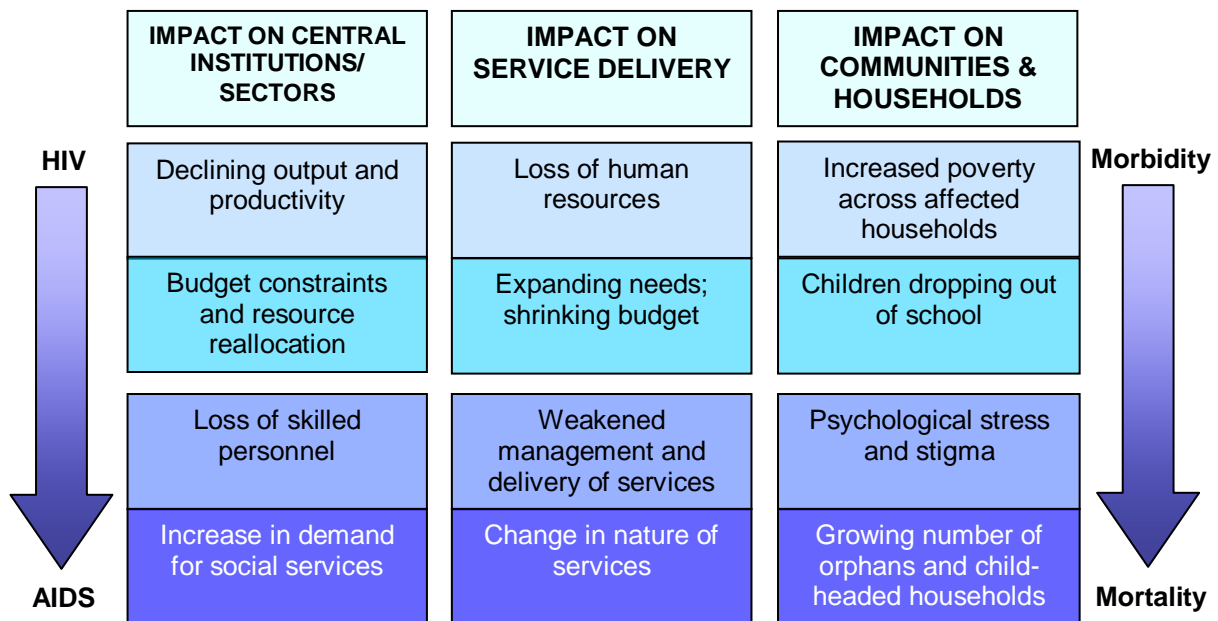 IMPACT ON CENTRAL
INSTITUTIONS/
SECTORS
IMPACT ON
SERVICE DELIVERY
IMPACT ON
COMMUNITIES &
HOUSEHOLDS
HIV
Morbidity
Declining output and
productivity
Loss of human
resources
Increased poverty
across affected
households
Budget constraints
and resource
reallocation
Expanding needs;
shrinking budget
Children dropping out
of school
Loss of skilled
personnel
Weakened
management and
delivery of services
Psychological stress
and stigma
Increase in demand
for social services
Change in nature of
services
Growing number of
orphans and child-
headed households
AIDS
Mortality